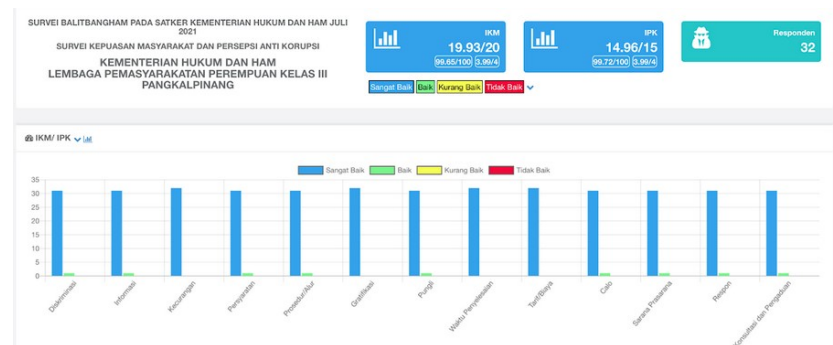 SURVEI BALITBANGHAM PADA SATKER KEMENTERIAN HUKUM DAN HAM JULI
2021
SURVEI KEPUASAN MASYARAKAT DAN PERSEPSI ANTI KORUPSI
KEMENTERIAN HUKUM DAN HAM
LEMBAGA PEMASYARAKATAN PEREMPUAN KELAS III
PANGKALPINANG
IKM
19.93/20
99.65/100 3.99/4
IPK
14.96/15
99.72/100 3.99/4
Responden
32
Sangat Baik Baik Kurang Baik Tidak Baik
IKM/ IPK
Sangat Baik Baik Kurang Baik Tidak Baik
35
30
25
20
15
10
5
0
Diskriminasi
Informasi
Kecurangan
Persyaratan
Prosedur/Alur
Gratifikasi
Pungli
Waktu Penyelesaian
Tarif/Biaya
Calo
Sarana Prasarana
Respon
Konsultasi dan Pengaduan